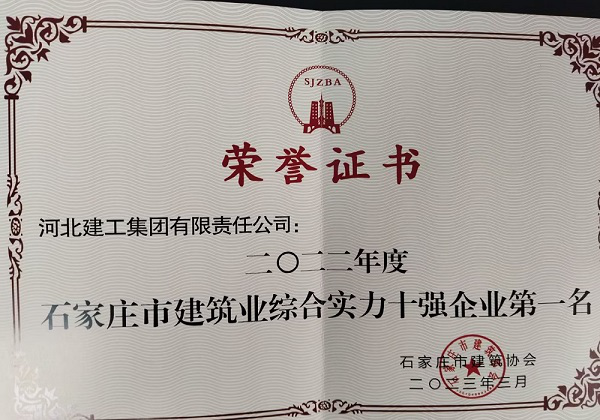 SJZBA
荣誉证书
河北建工集团有限责任公司：
二〇二二年度
石家庄市建筑业综合实力十强企业第一名
石家庄市建筑协会
二〇二三年三月